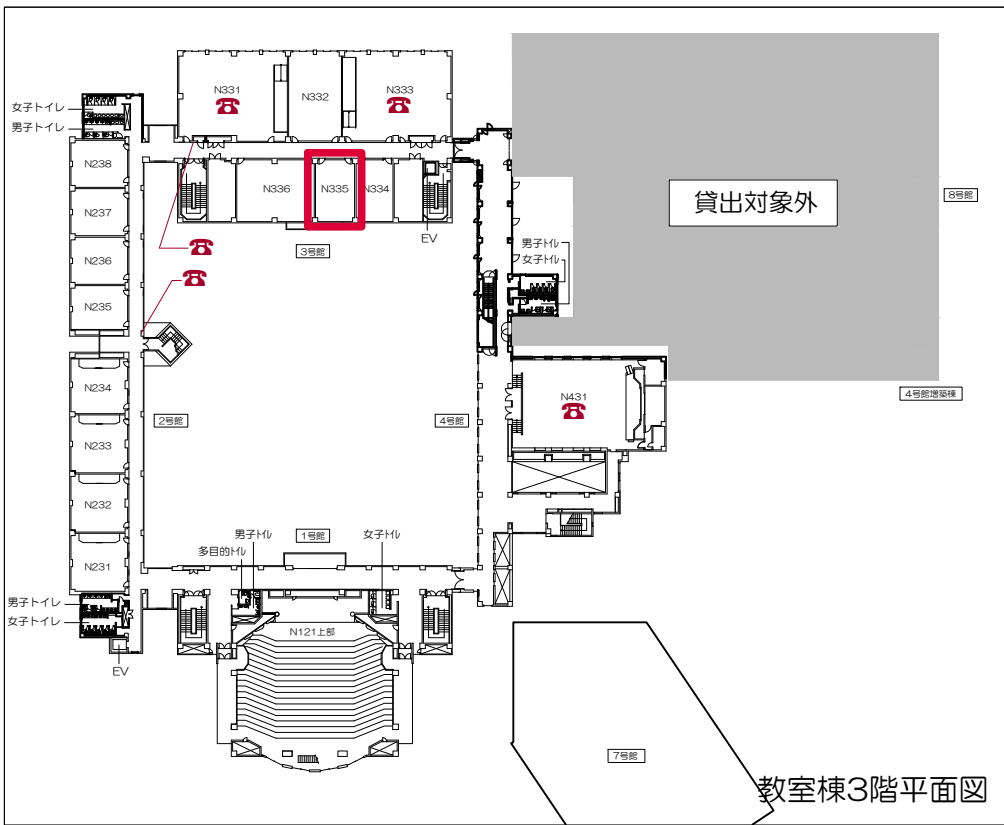 N331
N332
N333
女子トイレ
男子トイレ
N238
N336
N335
N334
貸出対象外
8号館
N237
EV
3号館
男子トイレ
女子トイレ
N236
N235
N234
4号館増築棟
N431
2号館
4号館
N233
N232
男子トイレ
1号館
女子トイレ
多目的トイレ
N231
男子トイレ
女子トイレ
N121上部
EV
7号館
教室棟3階平面図